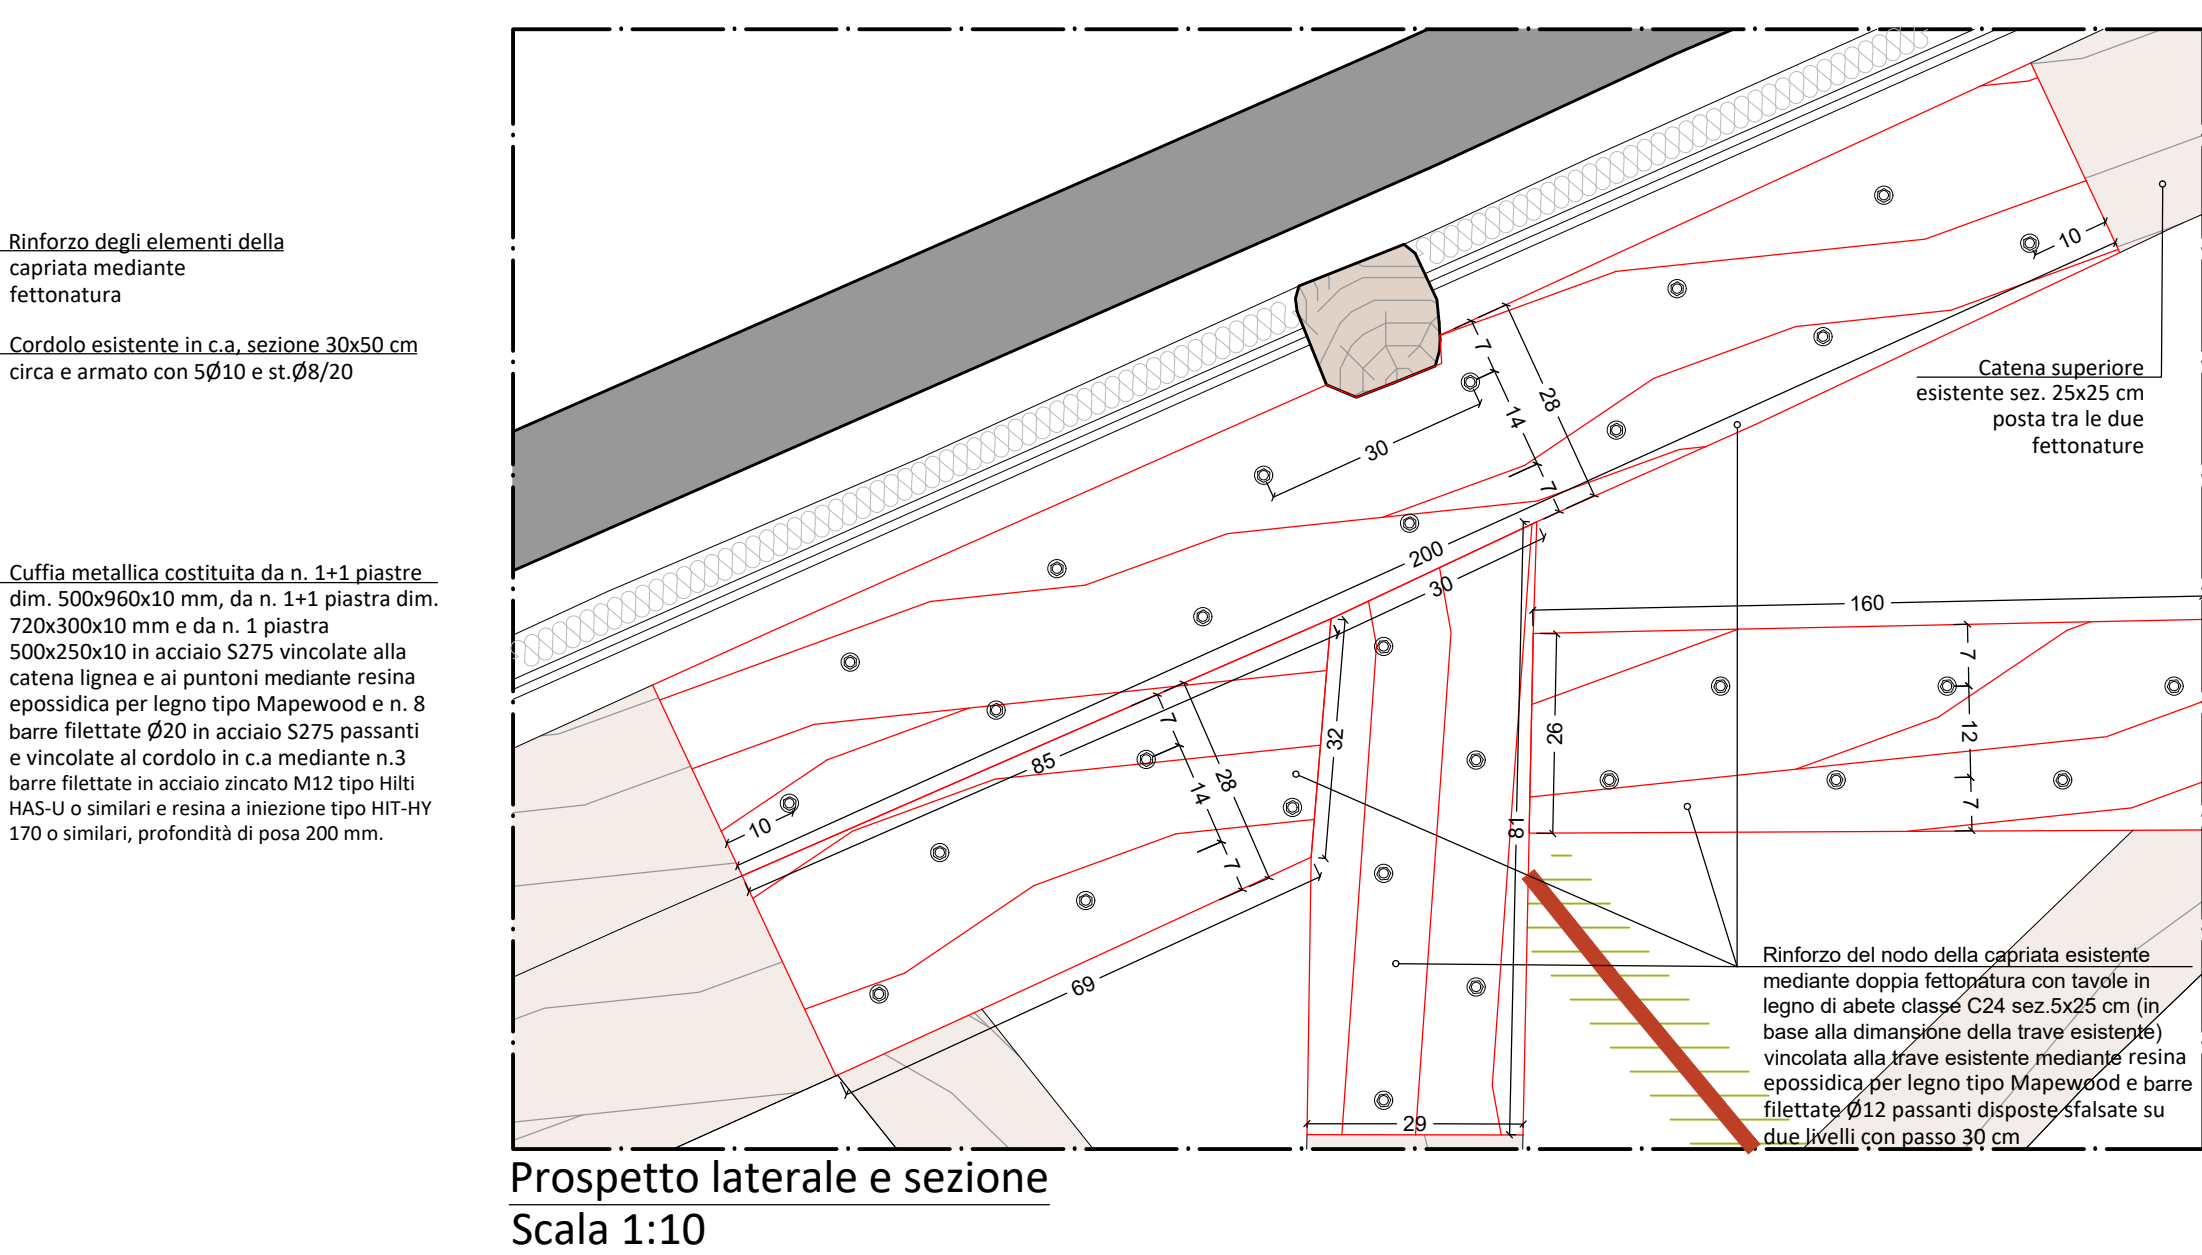 Rinforzo degli elementi della
capriata mediante
fettonatura
Cordolo esistente in c.a, sezione 30x50 cm
circa e armato con 5Ø10 e st.Ø8/20
Cuffia metallica costituita da n. 1+1 piastre
dim. 500x960x10 mm, da n. 1+1 piastra dim.
720x300x10 mm e da n. 1 piastra
500x250x10 in acciaio S275 vincolate alla
catena lignea e ai puntoni mediante resina
epossidica per legno tipo Mapewood e n. 8
barre filettate Ø20 in acciaio S275 passanti
e vincolate al cordolo in c.a mediante n.3
barre filettate in acciaio zincato M12 tipo Hilti
HAS-U o similari e resina a iniezione tipo HIT-HY
170 o similari, profondità di posa 200 mm.
10
7
28
14
30
7
200
30
Catena superiore
esistente sez. 25x25 cm
posta tra le due
fettonature
160
7
12
7
26
32
7
28
14
7
85
10
81
69
29
Rinforzo del nodo della capriata esistente
mediante doppia fettonatura con tavole in
legno di abete classe C24 sez.5x25 cm (in
base alla dimansione della trave esistente)
vincolata alla trave esistente mediante resina
epossidica per legno tipo Mapewood e barre
filettate Ø12 passanti disposte sfalsate su
due livelli con passo 30 cm
Prospetto laterale e sezione
Scala 1:10